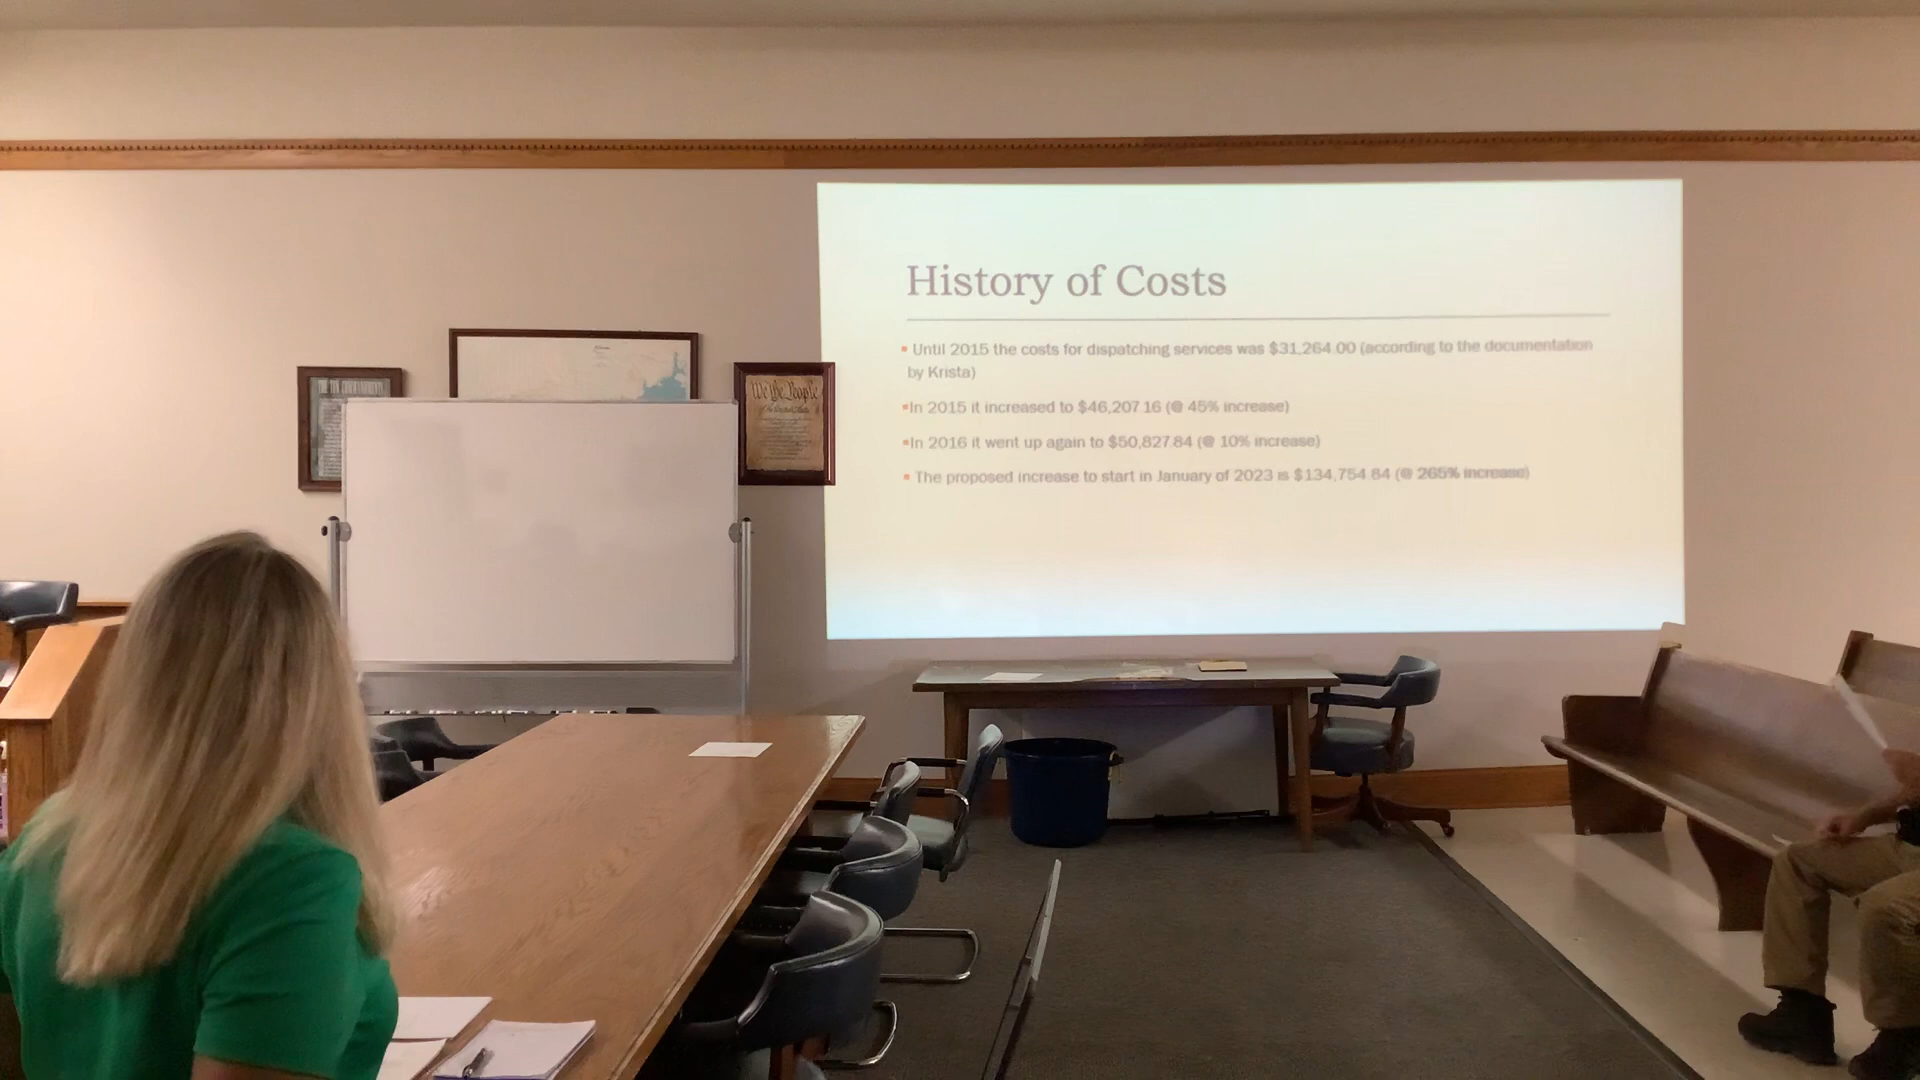 History of Costs
▪ Until 2015 the costs for dispatching services was $31,264.00 (according to the documentation
by Krista)
▪In 2015 it increased to $46,207.16 (@ 45% increase)
▪In 2016 it went up again to $50,827.84 (@ 10% increase)
▪ The proposed increase to start in January of 2023 is $134,754.84 (@ 265% increase)
THE TEN COMMANDMENTS
We the People